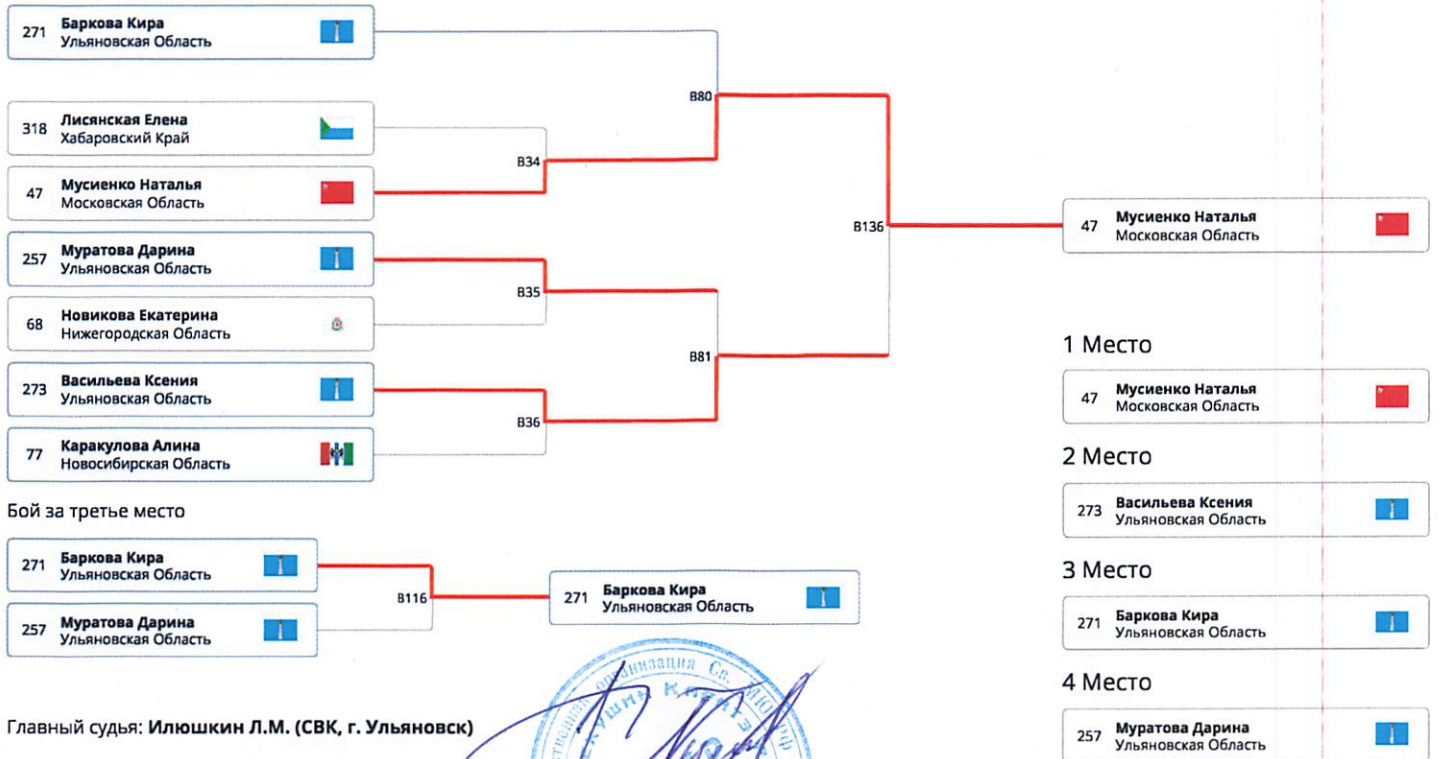 271 Баркова Кира
Ульяновская Область
318 Лисянская Елена
Хабаровский Край
47 Мусиенко Наталья
Московская Область
257 Муратова Дарина
Ульяновская Область
68 Новикова Екатерина
Нижегородская Область
273 Васильева Ксения
Ульяновская Область
77 Каракулова Алина
Новосибирская Область
B80
B34
B35
B81
B36
B136
47 Мусиенко Наталья
Московская Область
Бой за третье место
271 Баркова Кира
Ульяновская Область
257 Муратова Дарина
Ульяновская Область
B116
271 Баркова Кира
Ульяновская Область
1 Место
47 Мусиенко Наталья
Московская Область
2 Место
273 Васильева Ксения
Ульяновская Область
3 Место
271 Баркова Кира
Ульяновская Область
4 Место
257 Муратова Дарина
Ульяновская Область
Главный судья: Илюшкин Л.М. (СВК, г. Ульяновск)